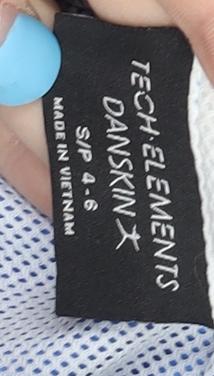 TECH·ELEMENTS
DANSKIN
S/P 4-6
MADE IN VIETNAM